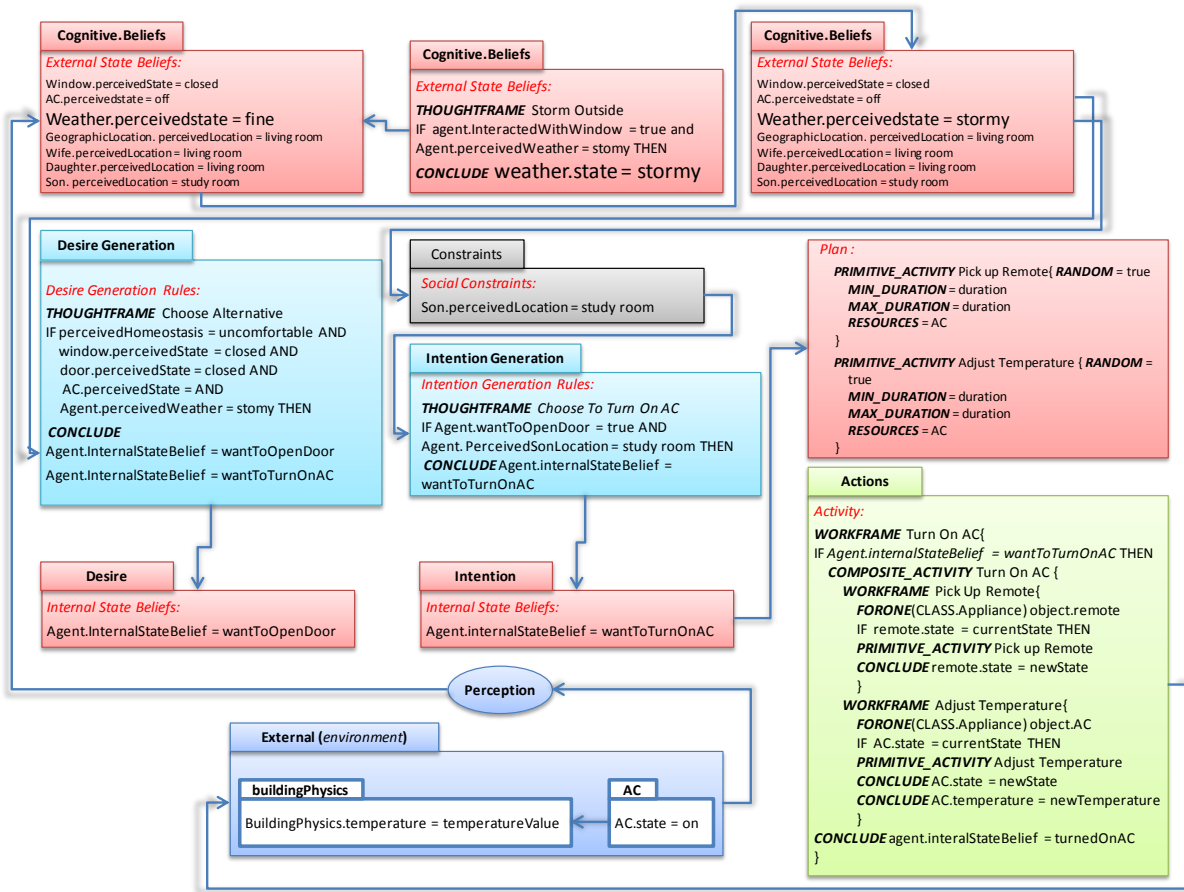 Cognitive.Beliefs
External State Beliefs:
Window.perceivedState = closed
AC.perceivedstate = off
Weather.perceivedstate = fine
GeographicLocation. perceivedLocation = living room
Wife.perceivedLocation = living room
Daughter.perceivedLocation = living room
Son. perceivedLocation = study room
Cognitive.Beliefs
External State Beliefs:
THOUGHTFRAME Storm Outside
IF agent.InteractedWithWindow = true and
Agent.perceivedWeather = stomy THEN
CONCLUDE weather.state = stormy
Cognitive.Beliefs
External State Beliefs:
Window.perceivedState = closed
AC.perceivedstate = off
Weather.perceivedstate = stormy
GeographicLocation. perceivedLocation = living room
Wife.perceivedLocation = living room
Daughter.perceivedLocation = living room
Son.perceivedLocation = study room
Desire Generation
Desire Generation Rules:
THOUGHTFRAME Choose Alternative
IF perceivedHomeostasis = uncomfortable AND
window.perceivedState = closed AND
door.perceivedState = closed AND
AC.perceivedState = AND
Agent.perceivedWeather = stomy THEN
CONCLUDE
Agent.InternalStateBelief = wantToOpenDoor
Agent.InternalStateBelief = wantToTurnOnAC
Constraints
Social Constraints:
Son.perceivedLocation = study room
Intention Generation
Intention Generation Rules:
THOUGHTFRAME Choose To Turn On AC
IF Agent.wantToOpenDoor = true AND
Agent. PerceivedSonLocation = study room THEN
CONCLUDE Agent.internalStateBelief =
wantToTurnOnAC
Plan :
PRIMITIVE_ACTIVITY Pick up Remote{ RANDOM = true
MIN_DURATION = duration
MAX_DURATION = duration
RESOURCES = AC
}
PRIMITIVE_ACTIVITY Adjust Temperature { RANDOM =
true
MIN_DURATION = duration
MAX_DURATION = duration
RESOURCES = AC
}
Desire
Internal State Beliefs:
Agent.InternalStateBelief = wantToOpenDoor
Intention
Internal State Beliefs:
Agent.internalStateBelief = wantToTurnOnAC
Actions
Activity:
WORKFRAME Turn On AC{
IF Agent.internalStateBelief = wantToTurnOnAC THEN
COMPOSITE_ACTIVITY Turn On AC {
WORKFRAME Pick Up Remote{
FORONE(CLASS.Appliance) object.remote
IF remote.state = currentState THEN
PRIMITIVE_ACTIVITY Pick up Remote
CONCLUDE remote.state = newState
}
WORKFRAME Adjust Temperature{
FORONE(CLASS.Appliance) object.AC
IF AC.state = currentState THEN
PRIMITIVE_ACTIVITY Adjust Temperature
CONCLUDE AC.state = newState
CONCLUDE AC.temperature = newTemperature
}
CONCLUDE agent.interalStateBelief = turnedOnAC
}
Perception
External (environment)
buildingPhysics
BuildingPhysics.temperature = temperatureValue
AC
AC.state = on